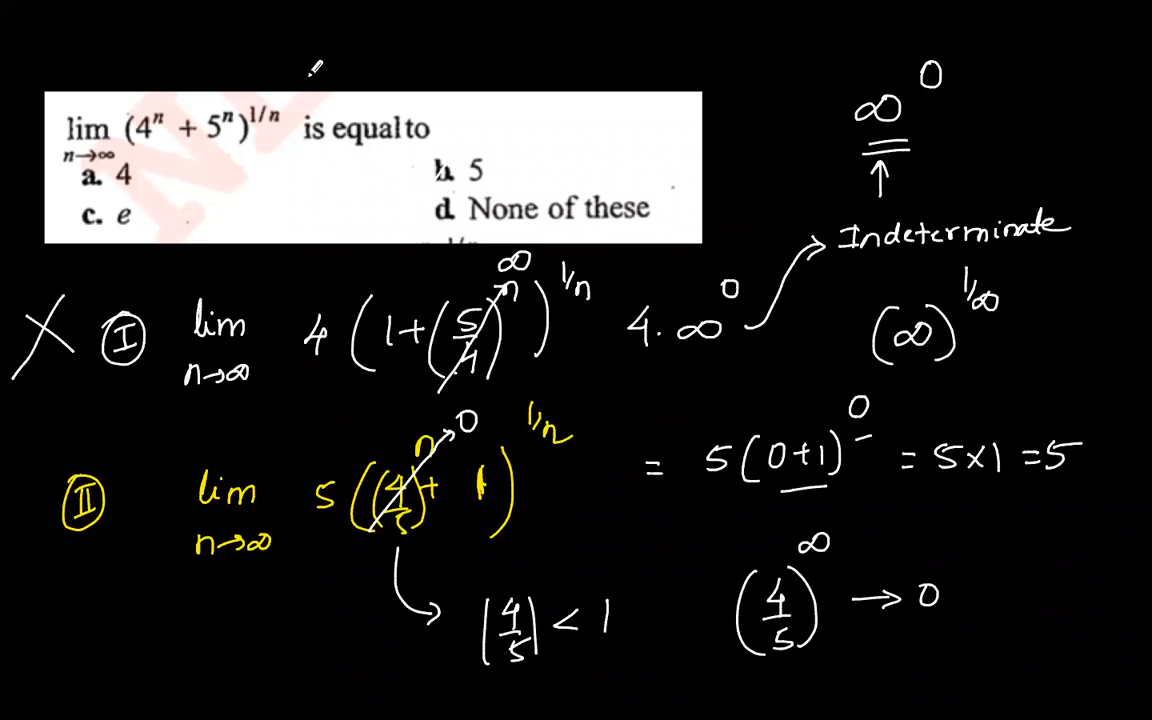 lim (4ⁿ + 5ⁿ)^1/n is equal to
n→∞
a. 4 b. 5
c. e d. None of these
∞^0
Indeterminate
(I) lim n→∞ 4 (1+(5/4)^n)^1/n 4.∞^0 (∞)^1/∞
∞
(II) lim n→∞ 5((4/5)^n + 1)^1/n = 5(0+1)^0 = 5×1 = 5
0
|4/5| < 1 (4/5)^∞ → 0